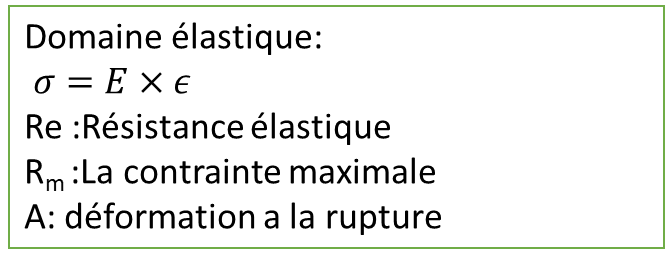 Domaine élastique:
σ = E × ϵ
Re :Résistance élastique
Rm :La contrainte maximale
A: déformation a la rupture